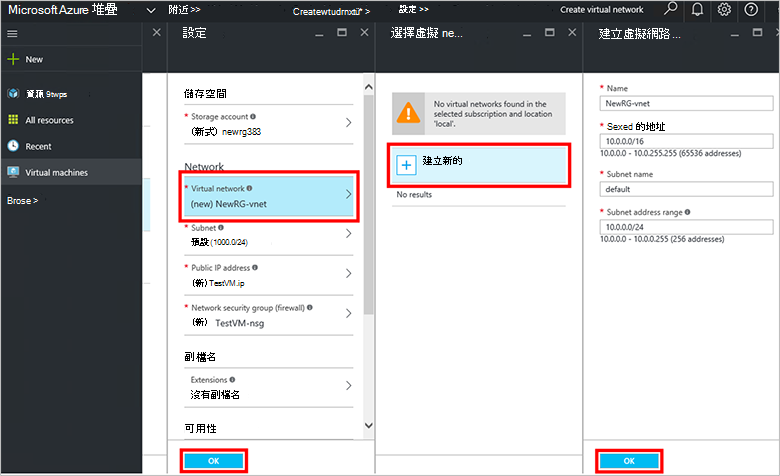 Microsoft Azure 堆疊
附近 >>
Createwtudrnxtü" >
設定 >>
Create virtual network
New
資訊 9twps
All resources
Recent
Virtual machines
Brose >
設定
儲存空間
* Storage account
(新式) newrg383
Network
* Virtual network
(new) NewRG-vnet
* Subnet
預設 (1000.0/24)
* Public IP address
(新) TestVM.ip
* Network security group (firewall)
(新) TestVM-nsg
副檔名
Extensions
沒有副檔名
可用性
OK
選擇虛擬 ne...
No virtual networks found in the
selected subscription and location
'local'.
建立新的
No results
建立虛擬網路...
* Name
NewRG-vnet
* Sexed 的地址
10.0.0.0/16
10.0.0.0 - 10.0.255.255 (65536 addresses)
* Subnet name
default
* Subnet address range
10.0.0.0/24
10.0.0.0 - 10.0.0.255 (256 addresses)
OK